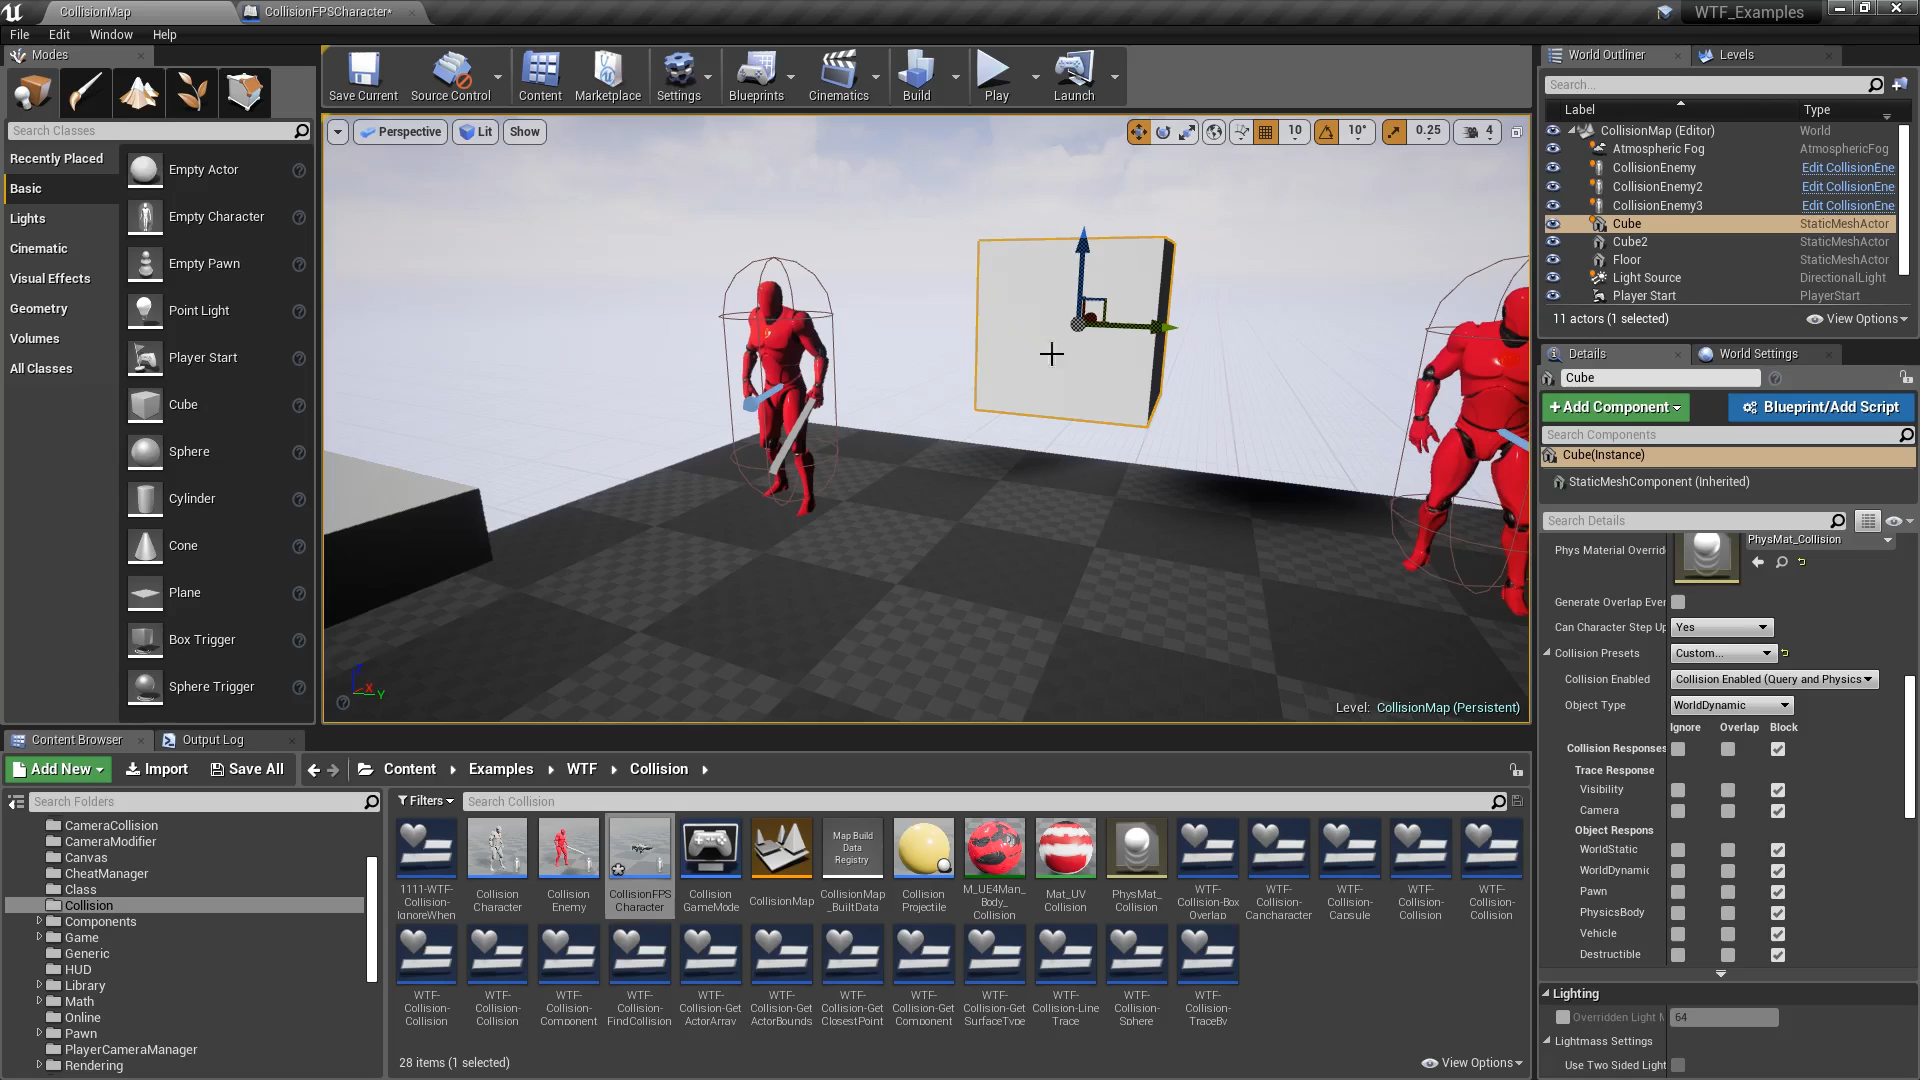 CollisionMap
CollisionFPSCharacter*
WTF_Examples
File Edit Window Help
Modes
Search Classes
Recently Placed
Basic
Lights
Cinematic
Visual Effects
Geometry
Volumes
All Classes
Empty Actor
Empty Character
Empty Pawn
Point Light
Player Start
Cube
Sphere
Cylinder
Cone
Plane
Box Trigger
Sphere Trigger
Save Current Source Control Content Marketplace Settings Blueprints Cinematics Build Play Launch
Perspective Lit Show
10 10° 0.25 4
Level: CollisionMap (Persistent)
X Y
World Outliner Levels
Search...
Label Type
CollisionMap (Editor) World
Atmospheric Fog AtmosphericFog
CollisionEnemy Edit CollisionEne
CollisionEnemy2 Edit CollisionEne
CollisionEnemy3 Edit CollisionEne
Cube StaticMeshActor
Cube2 StaticMeshActor
Floor StaticMeshActor
Light Source DirectionalLight
Player Start PlayerStart
11 actors (1 selected) View Options
Details World Settings
Cube
+Add Component Blueprint/Add Script
Search Components
Cube(Instance)
StaticMeshComponent (Inherited)
Search Details
Phys Material Overrid PhysMat_Collision
Generate Overlap Ever
Can Character Step Up Yes
Collision Presets Custom...
Collision Enabled Collision Enabled (Query and Physics
Object Type WorldDynamic
Ignore Overlap Block
Collision Responses
Trace Response
Visibility
Camera
Object Respons
WorldStatic
WorldDynamic
Pawn
PhysicsBody
Vehicle
Destructible
Lighting
Overridden Light M 64
Lightmass Settings
Use Two Sided Light
Content Browser Output Log
Add New Import Save All Content Examples WTF Collision
Search Folders
Filters Search Collision
CameraCollision
CameraModifier
Canvas
CheatManager
Class
Collision
Components
Game
Generic
HUD
Library
Math
Online
Pawn
PlayerCameraManager
Rendering
1111-WTF-
Collision-
IgnoreWhen
Collision
Character
Collision
Enemy
CollisionFPS
Character
Collision
GameMode
CollisionMap
Map Build
Data
Registry
CollisionMap
_BuiltData
Collision
Projectile
M_UE4Man_
Body_
Collision
Mat_UV
Collision
PhysMat_
Collision
WTF-
Collision-Box
Overlap
WTF-
Collision-
Cancharacter
WTF-
Collision-
Capsule
WTF-
Collision-
Collision
WTF-
Collision-
Collision
WTF-
Collision-
Collision
WTF-
Collision-
Collision
WTF-
Collision-
Component
WTF-
Collision-
FindCollision
WTF-
Collision-Get
ActorArray
WTF-
Collision-Get
ActorBounds
WTF-
Collision-Get
ClosestPoint
WTF-
Collision-Get
Component
WTF-
Collision-Get
SurfaceType
WTF-
Collision-Line
Trace
WTF-
Collision-
Sphere
WTF-
Collision-
TraceBy
28 items (1 selected) View Options